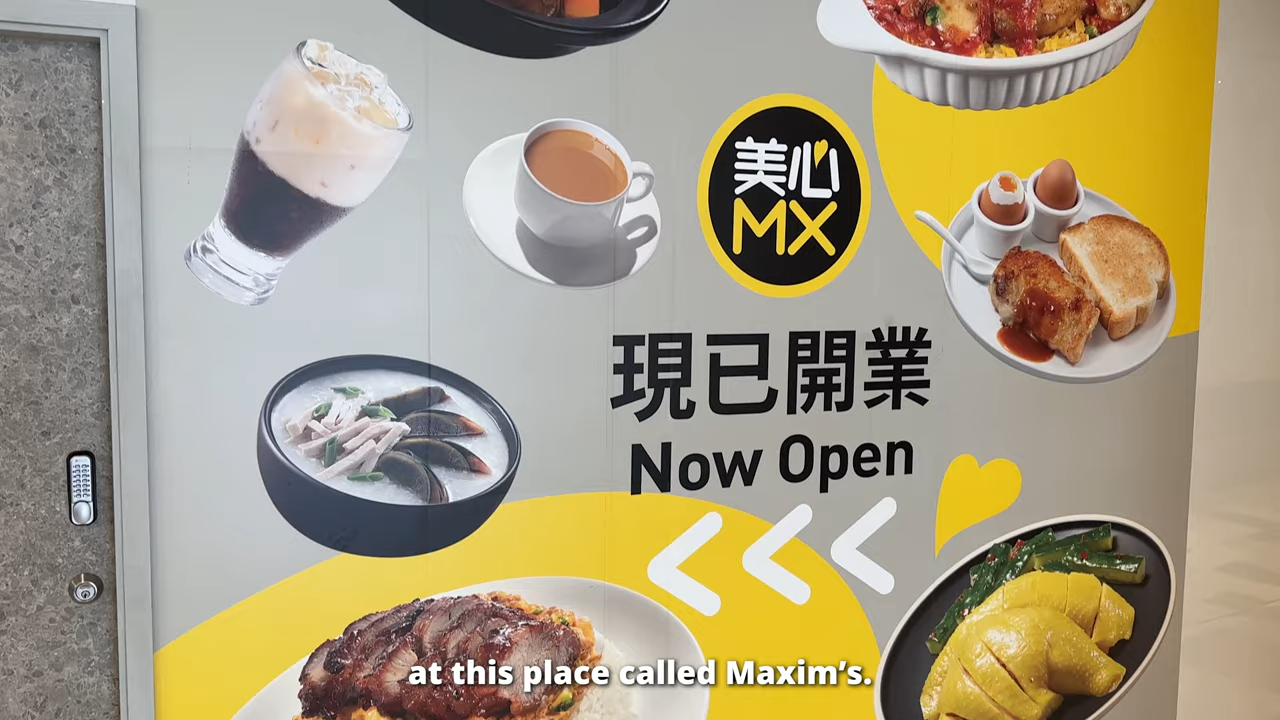 美心
MX
現已開業
Now Open
at this place called Maxim's.